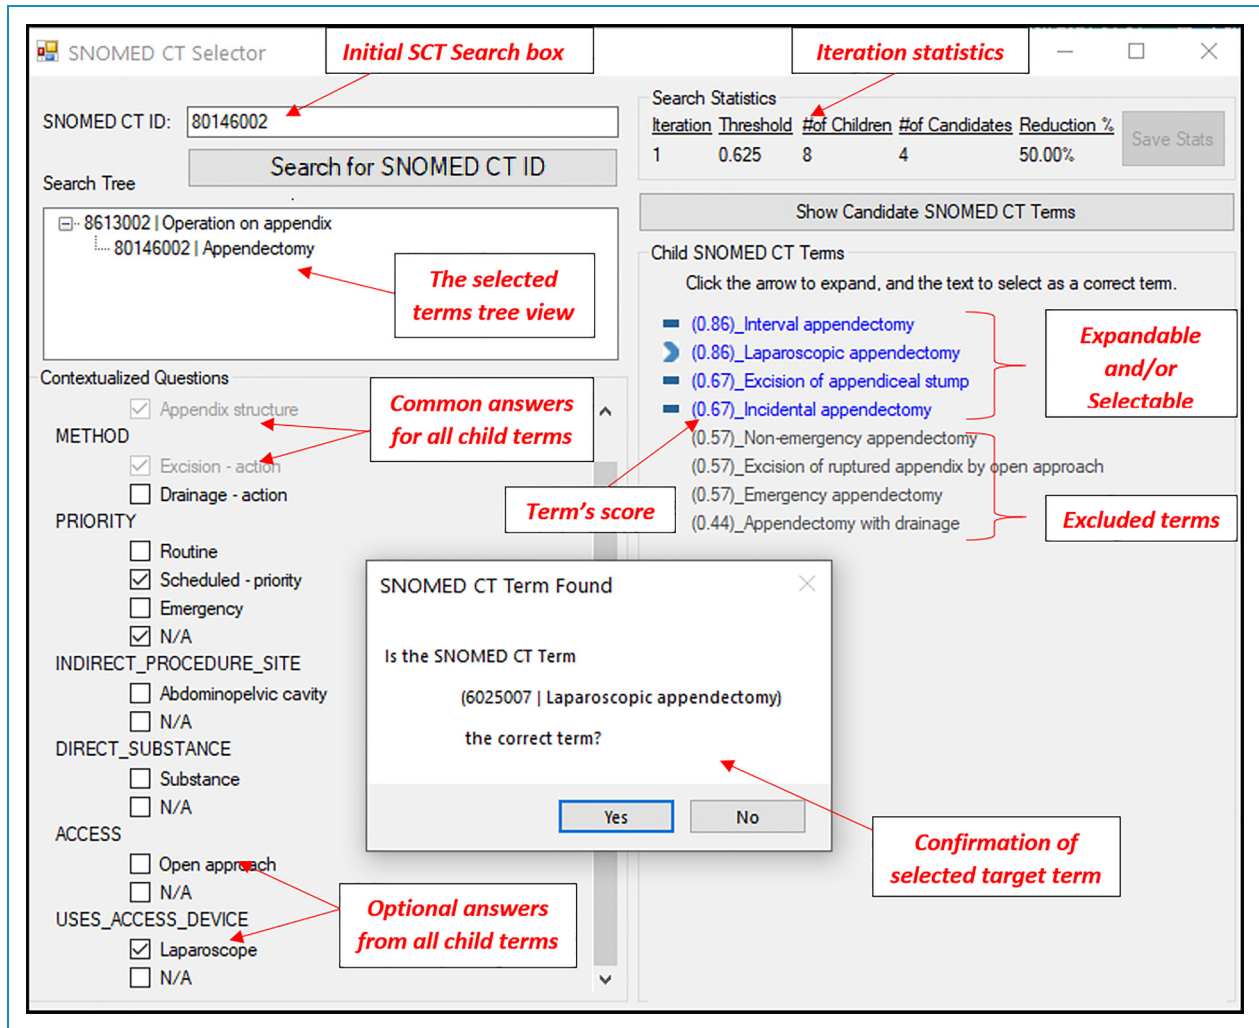 SNOMED CT Selector
Initial SCT Search box
Iteration statistics
SNOMED CT ID: 80146002
Search for SNOMED CT ID
Search Statistics
Iteration Threshold #of Children #of Candidates Reduction %
1 0.625 8 4 50.00%
Save Stats
Search Tree
8613002 | Operation on appendix
80146002 | Appendectomy
The selected
terms tree view
Show Candidate SNOMED CT Terms
Child SNOMED CT Terms
Click the arrow to expand, and the text to select as a correct term.
(0.86)_Interval appendectomy
(0.86)_Laparoscopic appendectomy
(0.67)_Excision of appendiceal stump
(0.67)_Incidental appendectomy
(0.57)_Non-emergency appendectomy
(0.57)_Excision of ruptured appendix by open approach
(0.57)_Emergency appendectomy
(0.44)_Appendectomy with drainage
Expandable
and/or
Selectable
Excluded terms
Term's score
Contextualized Questions
Appendix structure
METHOD
Excision - action
Drainage - action
PRIORITY
Routine
Scheduled - priority
Emergency
N/A
INDIRECT_PROCEDURE_SITE
Abdominopelvic cavity
N/A
DIRECT_SUBSTANCE
Substance
N/A
ACCESS
Open approach
N/A
USES_ACCESS_DEVICE
Laparoscope
N/A
Common answers
for all child terms
Optional answers
from all child terms
SNOMED CT Term Found
Is the SNOMED CT Term
(6025007 | Laparoscopic appendectomy)
the correct term?
Yes
No
Confirmation of
selected target term